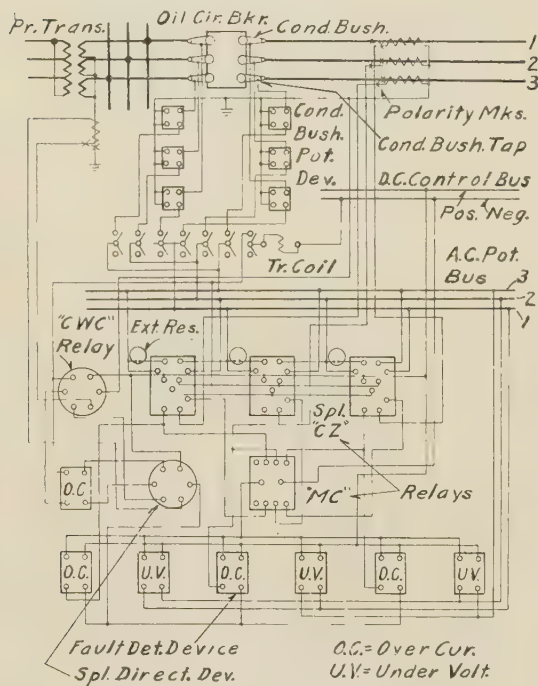 Pr. Trans.
Oil Cir. Bkr.
Cond. Bush.
1
2
3
Polarity Mks.
Cond. Bush. Tap
Cond.
Bush.
Pot.
Dev.
D.C. Control Bus
Pos. Neg.
Tr. Coil
A.C. Pot.
Bus
3
2
1
"CWC"
Relay
Ext. Res.
Spl.
"CZ"
"MC"
Relays
O.C.
O.C.
U.V.
O.C.
U.V.
O.C.
U.V.
Fault Det. Device
Spl. Direct. Dev.
O.C. = Over Cur.
U.V. = Under Volt.